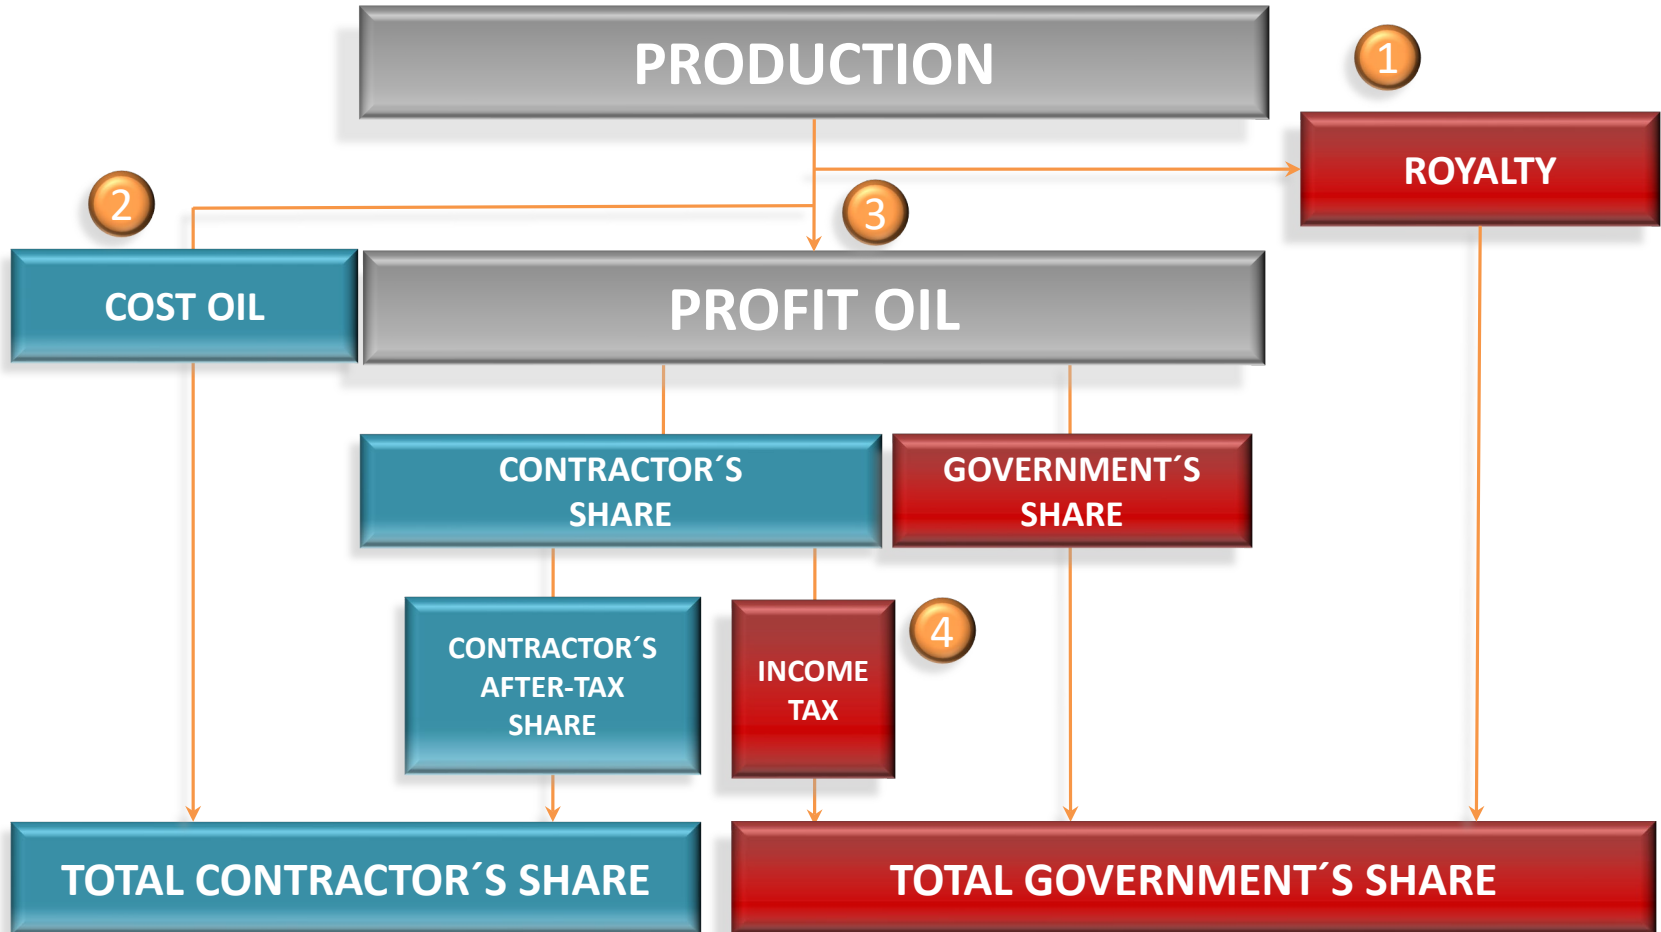 PRODUCTION
1
ROYALTY
2
3
COST OIL
PROFIT OIL
CONTRACTOR´S
SHARE
GOVERNMENT´S
SHARE
CONTRACTOR´S
AFTER-TAX
SHARE
INCOME
TAX
4
TOTAL CONTRACTOR´S SHARE
TOTAL GOVERNMENT´S SHARE